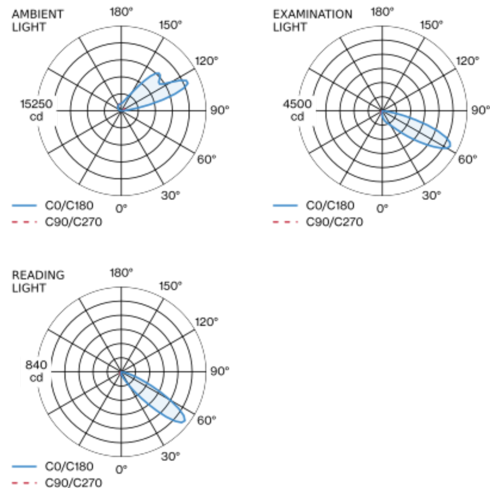 AMBIENT
LIGHT
180°
150°
120°
15250
cd
90°
60°
30°
0°
C0/C180
C90/C270
EXAMINATION
LIGHT
180°
150°
120°
4500
cd
90°
60°
30°
0°
C0/C180
C90/C270
READING
LIGHT
180°
150°
120°
840
cd
90°
60°
30°
0°
C0/C180
C90/C270